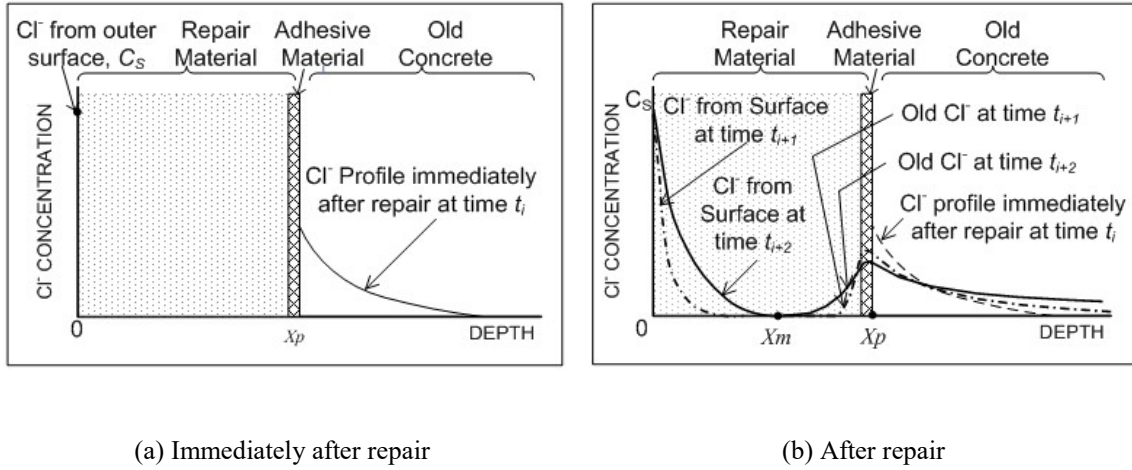 Cl⁻ from outer
surface, Cₛ
Repair
Material
Adhesive
Material
Old
Concrete
Cl⁻ CONCENTRATION
Cl⁻ Profile immediately
after repair at time tᵢ
0
Xp
DEPTH
(a) Immediately after repair
Repair
Material
Adhesive
Material
Old
Concrete
Cₛ
Cl⁻ CONCENTRATION
Cl⁻ from Surface
at time tᵢ₊₁
Cl⁻ from
Surface at
time tᵢ₊₂
Old Cl⁻ at time tᵢ₊₁
Old Cl⁻ at time tᵢ₊₂
Cl⁻ profile immediately
after repair at time tᵢ
0
Xm
Xp
DEPTH
(b) After repair